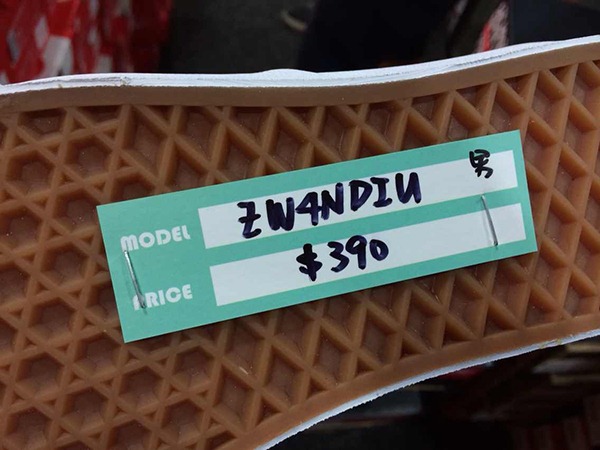 男
MODEL ZW4NDIU
PRICE $390